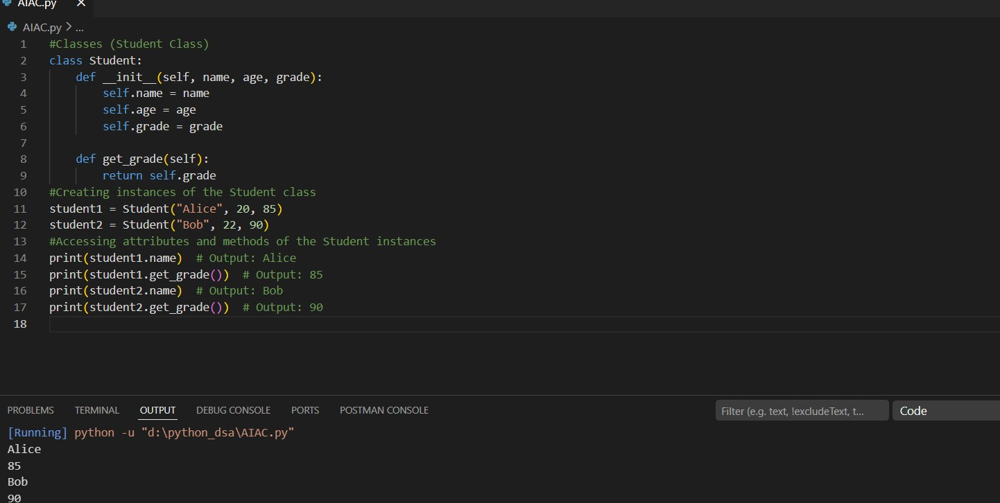 AIAC.py ×
AIAC.py > ...
1 #Classes (Student Class)
2 class Student:
3     def __init__(self, name, age, grade):
4         self.name = name
5         self.age = age
6         self.grade = grade
7
8     def get_grade(self):
9         return self.grade
10 #Creating instances of the Student class
11 student1 = Student("Alice", 20, 85)
12 student2 = Student("Bob", 22, 90)
13 #Accessing attributes and methods of the Student instances
14 print(student1.name)  # Output: Alice
15 print(student1.get_grade())  # Output: 85
16 print(student2.name)  # Output: Bob
17 print(student2.get_grade())  # Output: 90
18
PROBLEMS TERMINAL OUTPUT DEBUG CONSOLE PORTS POSTMAN CONSOLE Filter (e.g. text, !excludeText, t... Code
[Running] python -u "d:\python_dsa\AIAC.py"
Alice
85
Bob
90